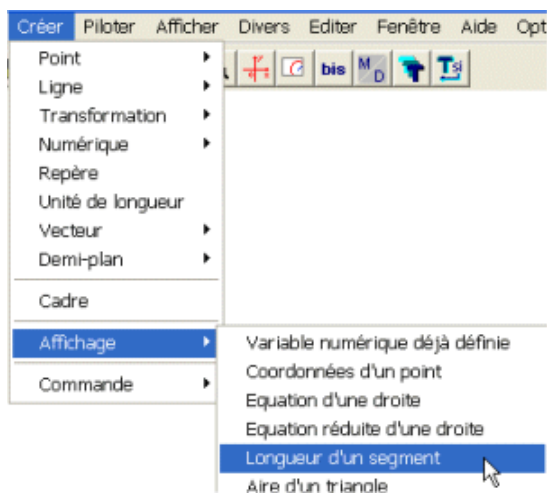 Créer Piloter Afficher Divers Editer Fenêtre Aide Opt
bis M/D Tsi
Point
Ligne
Transformation
Numérique
Repère
Unité de longueur
Vecteur
Demi-plan
Cadre
Affichage
Commande
Variable numérique déjà définie
Coordonnées d'un point
Equation d'une droite
Equation réduite d'une droite
Longueur d'un segment
Aire d'un triangle